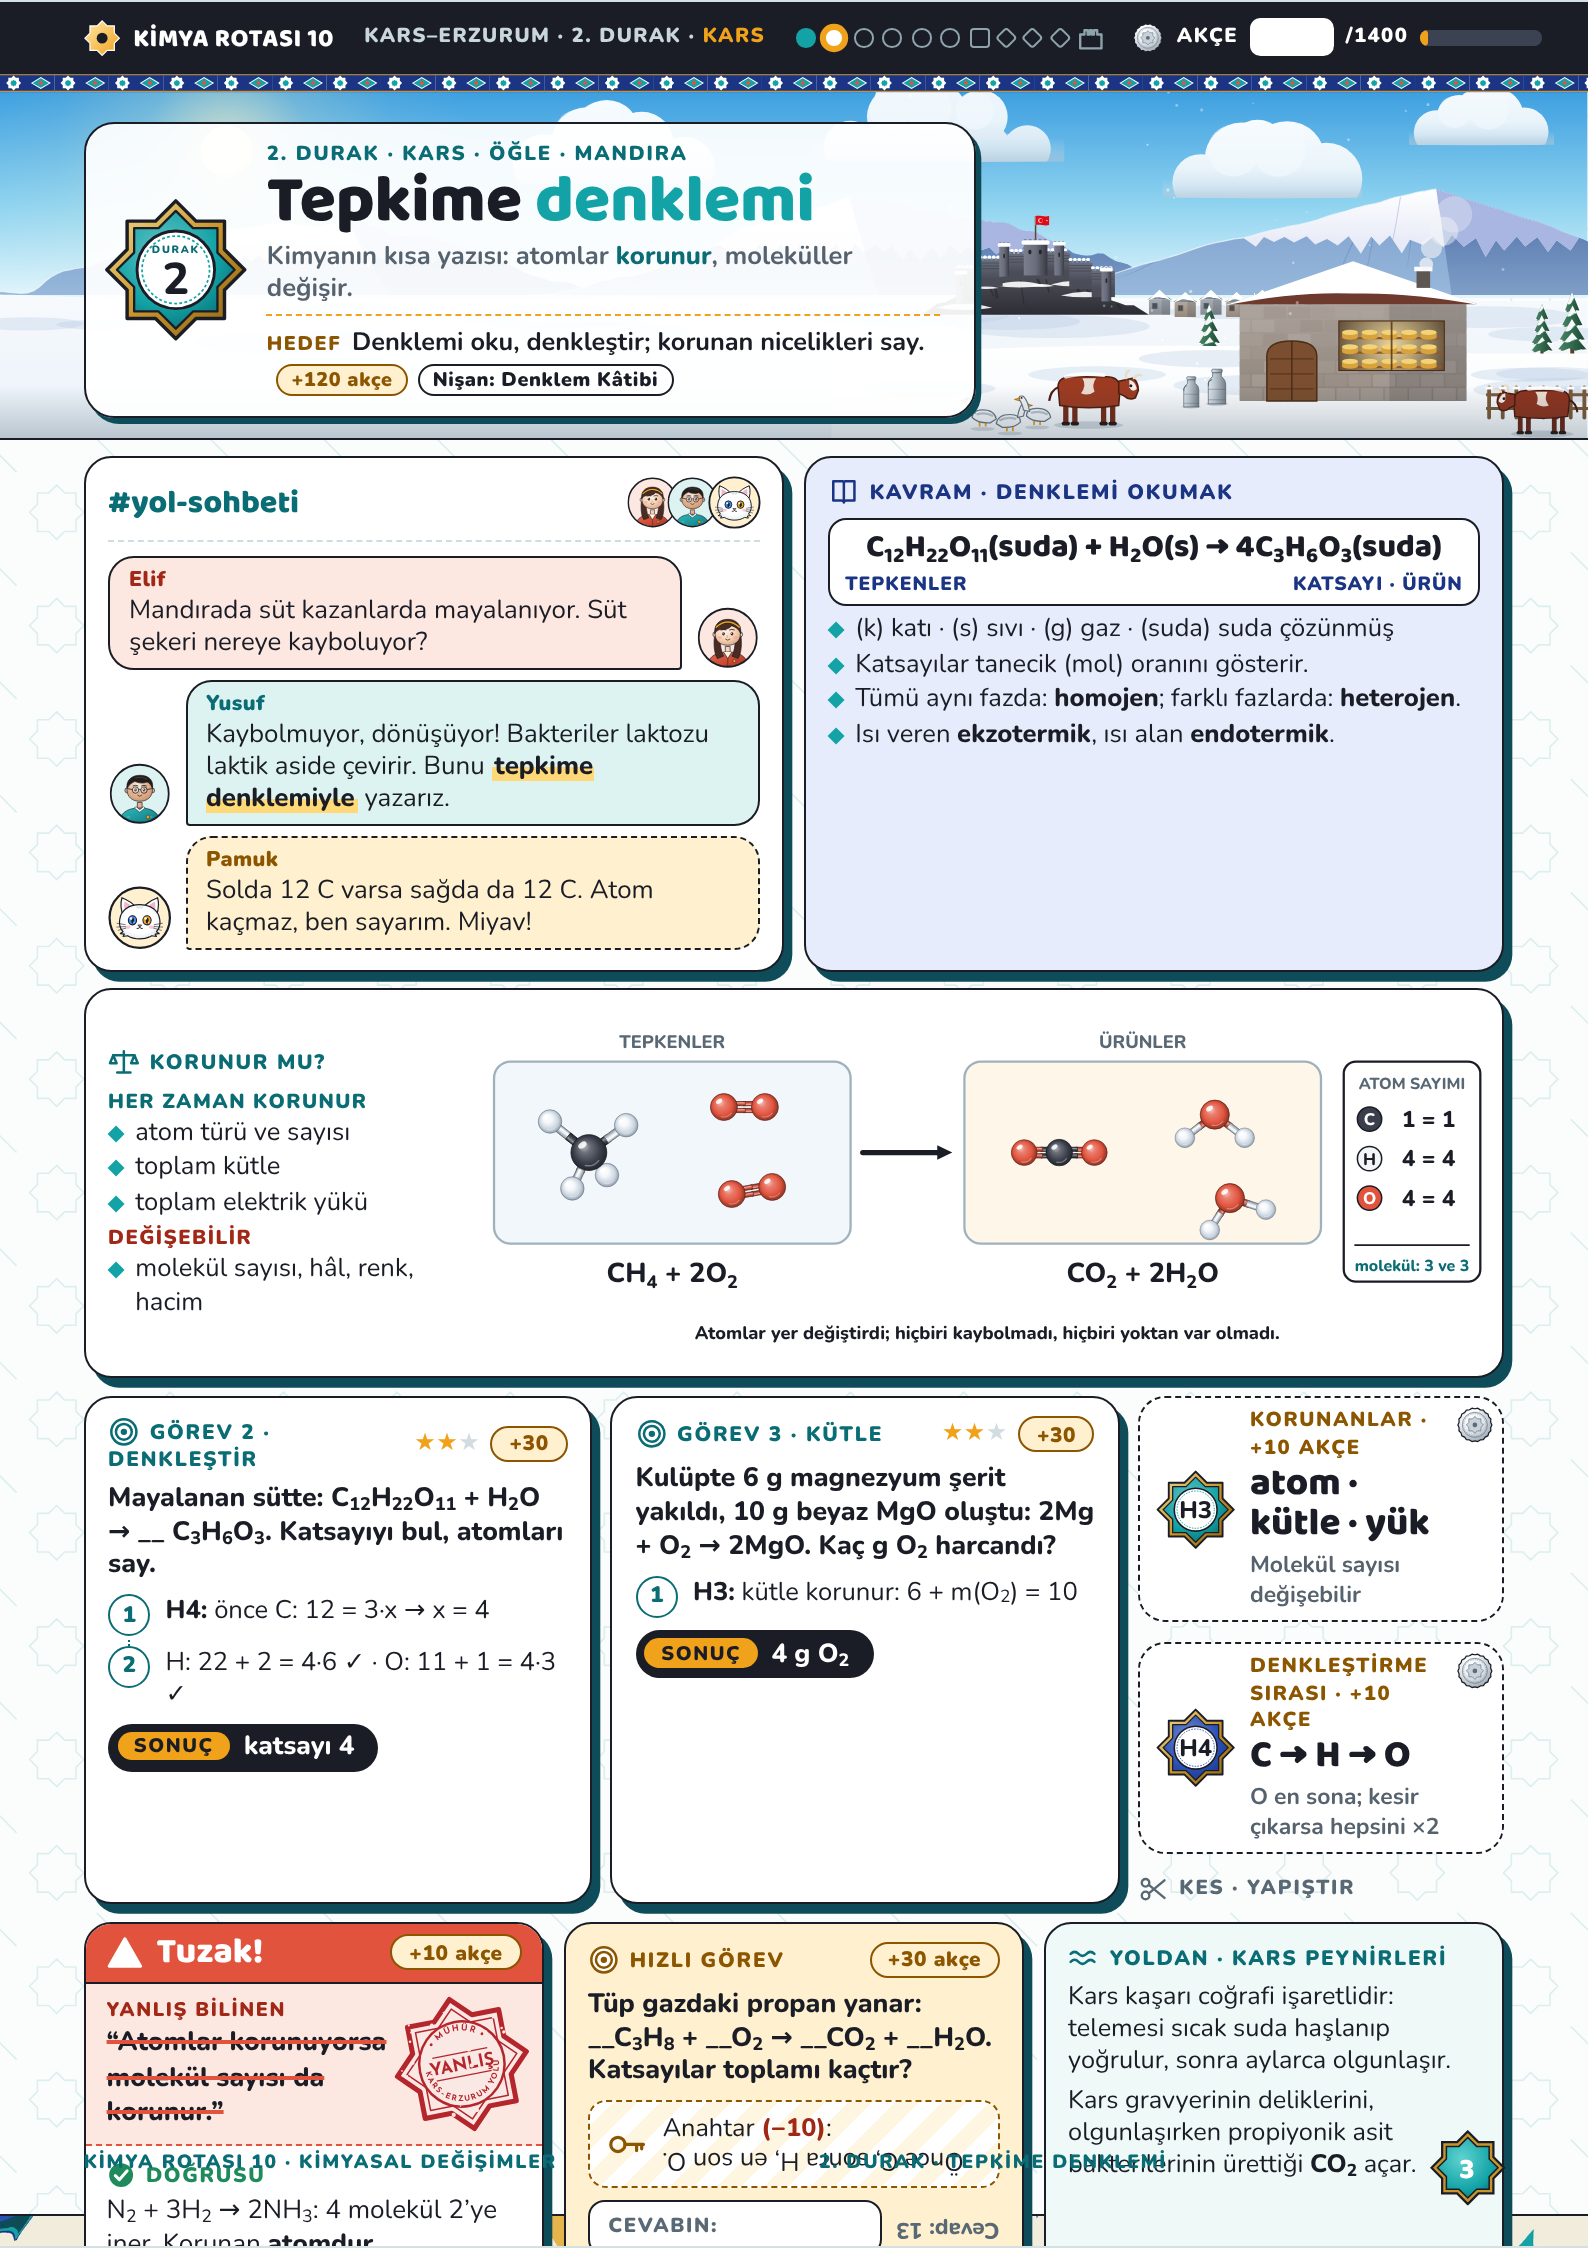 KİMYA ROTASI 10
KARS–ERZURUM · 2. DURAK · KARS
AKÇE
/1400
2. DURAK · KARS · ÖĞLE · MANDIRA
Tepkime denklemi
DURAK
2
Kimyanın kısa yazısı: atomlar korunur, moleküller
değişir.
HEDEF Denklemi oku, denkleştir; korunan nicelikleri say.
+120 akçe
Nişan: Denklem Kâtibi
#yol-sohbeti
Elif
Mandırada süt kazanlarda mayalanıyor. Süt
şekeri nereye kayboluyor?
Yusuf
Kaybolmuyor, dönüşüyor! Bakteriler laktozu
laktik aside çevirir. Bunu tepkime
denklemiyle yazarız.
Pamuk
Solda 12 C varsa sağda da 12 C. Atom
kaçmaz, ben sayarım. Miyav!
KAVRAM · DENKLEMİ OKUMAK
C₁₂H₂₂O₁₁(suda) + H₂O(s) → 4C₃H₆O₃(suda)
TEPKENLER
KATSAYI · ÜRÜN
(k) katı · (s) sıvı · (g) gaz · (suda) suda çözünmüş
Katsayılar tanecik (mol) oranını gösterir.
Tümü aynı fazda: homojen; farklı fazlarda: heterojen.
Isı veren ekzotermik, ısı alan endotermik.
KORUNUR MU?
HER ZAMAN KORUNUR
atom türü ve sayısı
toplam kütle
toplam elektrik yükü
DEĞİŞEBİLİR
molekül sayısı, hâl, renk,
hacim
TEPKENLER
CH₄ + 2O₂
ÜRÜNLER
CO₂ + 2H₂O
ATOM SAYIMI
C 1 = 1
H 4 = 4
O 4 = 4
molekül: 3 ve 3
Atomlar yer değiştirdi; hiçbiri kaybolmadı, hiçbiri yoktan var olmadı.
GÖREV 2 ·
DENKLEŞTİR
+30
Mayalanan sütte: C₁₂H₂₂O₁₁ + H₂O
→ __ C₃H₆O₃. Katsayıyı bul, atomları
say.
1 H4: önce C: 12 = 3·x → x = 4
2 H: 22 + 2 = 4·6 ✓ · O: 11 + 1 = 4·3
✓
SONUÇ katsayı 4
GÖREV 3 · KÜTLE
+30
Kulüpte 6 g magnezyum şerit
yakıldı, 10 g beyaz MgO oluştu: 2Mg
+ O₂ → 2MgO. Kaç g O₂ harcandı?
1 H3: kütle korunur: 6 + m(O₂) = 10
SONUÇ 4 g O₂
KORUNANLAR ·
+10 AKÇE
H3
atom ·
kütle · yük
Molekül sayısı
değişebilir
DENKLEŞTİRME
SIRASI · +10
AKÇE
H4
C → H → O
O en sona; kesir
çıkarsa hepsini ×2
KES · YAPIŞTIR
Tuzak!
+10 akçe
YANLIŞ BİLİNEN
“Atomlar korunuyorsa
molekül sayısı da
korunur.”
MÜHÜR
YANLIŞ
KARS-ERZURUM YOLU
DOĞRUSU
N₂ + 3H₂ → 2NH₃: 4 molekül 2’ye
iner. Korunan atomdur.
HIZLI GÖREV
+30 akçe
Tüp gazdaki propan yanar:
__C₃H₈ + __O₂ → __CO₂ + __H₂O.
Katsayılar toplamı kaçtır?
Anahtar (−10):
Önce C, sonra H, en son O.
CEVABIN:
Cevap: 13
YOLDAN · KARS PEYNİRLERİ
Kars kaşarı coğrafi işaretlidir:
telemesi sıcak suda haşlanıp
yoğrulur, sonra aylarca olgunlaşır.
Kars gravyerinin deliklerini,
olgunlaşırken propiyonik asit
bakterilerinin ürettiği CO₂ açar.
KİMYA ROTASI 10 · KİMYASAL DEĞİŞİMLER
2. DURAK · TEPKİME DENKLEMİ
3